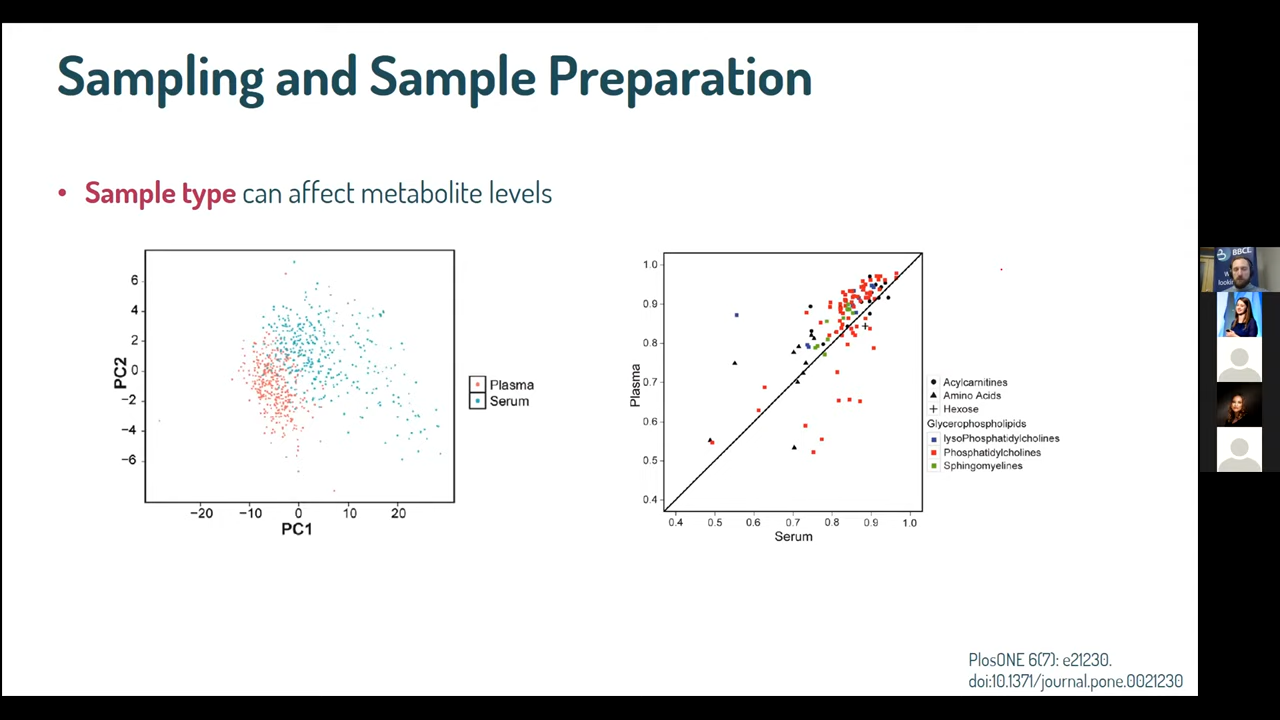 Sampling and Sample Preparation
• Sample type can affect metabolite levels
6
4
2
0
−2
−4
−6
PC2
−20 −10 0 10 20
PC1
Plasma
Serum
1.0
0.9
0.8
0.7
0.6
0.5
0.4
Plasma
0.4 0.5 0.6 0.7 0.8 0.9 1.0
Serum
Acylcarnitines
Amino Acids
Hexose
Glycerophospholipids
lysoPhosphatidylcholines
Phosphatidylcholines
Sphingomyelines
PlosONE 6(7): e21230.
doi:10.1371/journal.pone.0021230
BBCE